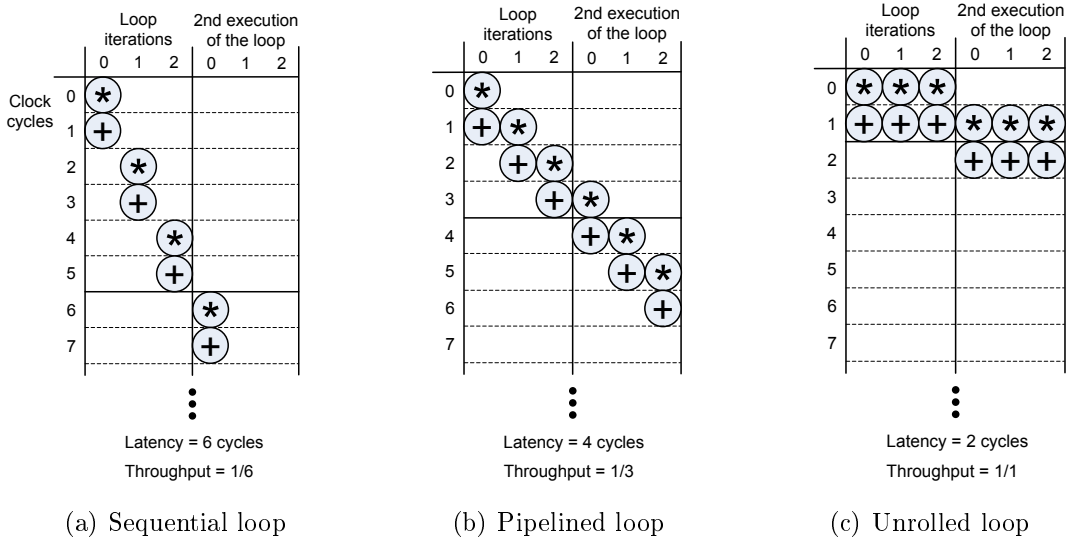 Loop
iterations
2nd execution
of the loop
0 1 2 0 1 2
Clock
cycles
0 *
1 +
2 *
3 +
4 *
5 +
6 *
7 +
Latency = 6 cycles
Throughput = 1/6
(a) Sequential loop
Loop
iterations
2nd execution
of the loop
0 1 2 0 1 2
0 *
1 + *
2 + *
3 + *
4 + *
5 + *
6 +
7
Latency = 4 cycles
Throughput = 1/3
(b) Pipelined loop
Loop
iterations
2nd execution
of the loop
0 1 2 0 1 2
0 * * *
1 + + + * * *
2 + + +
3
4
5
6
7
Latency = 2 cycles
Throughput = 1/1
(c) Unrolled loop